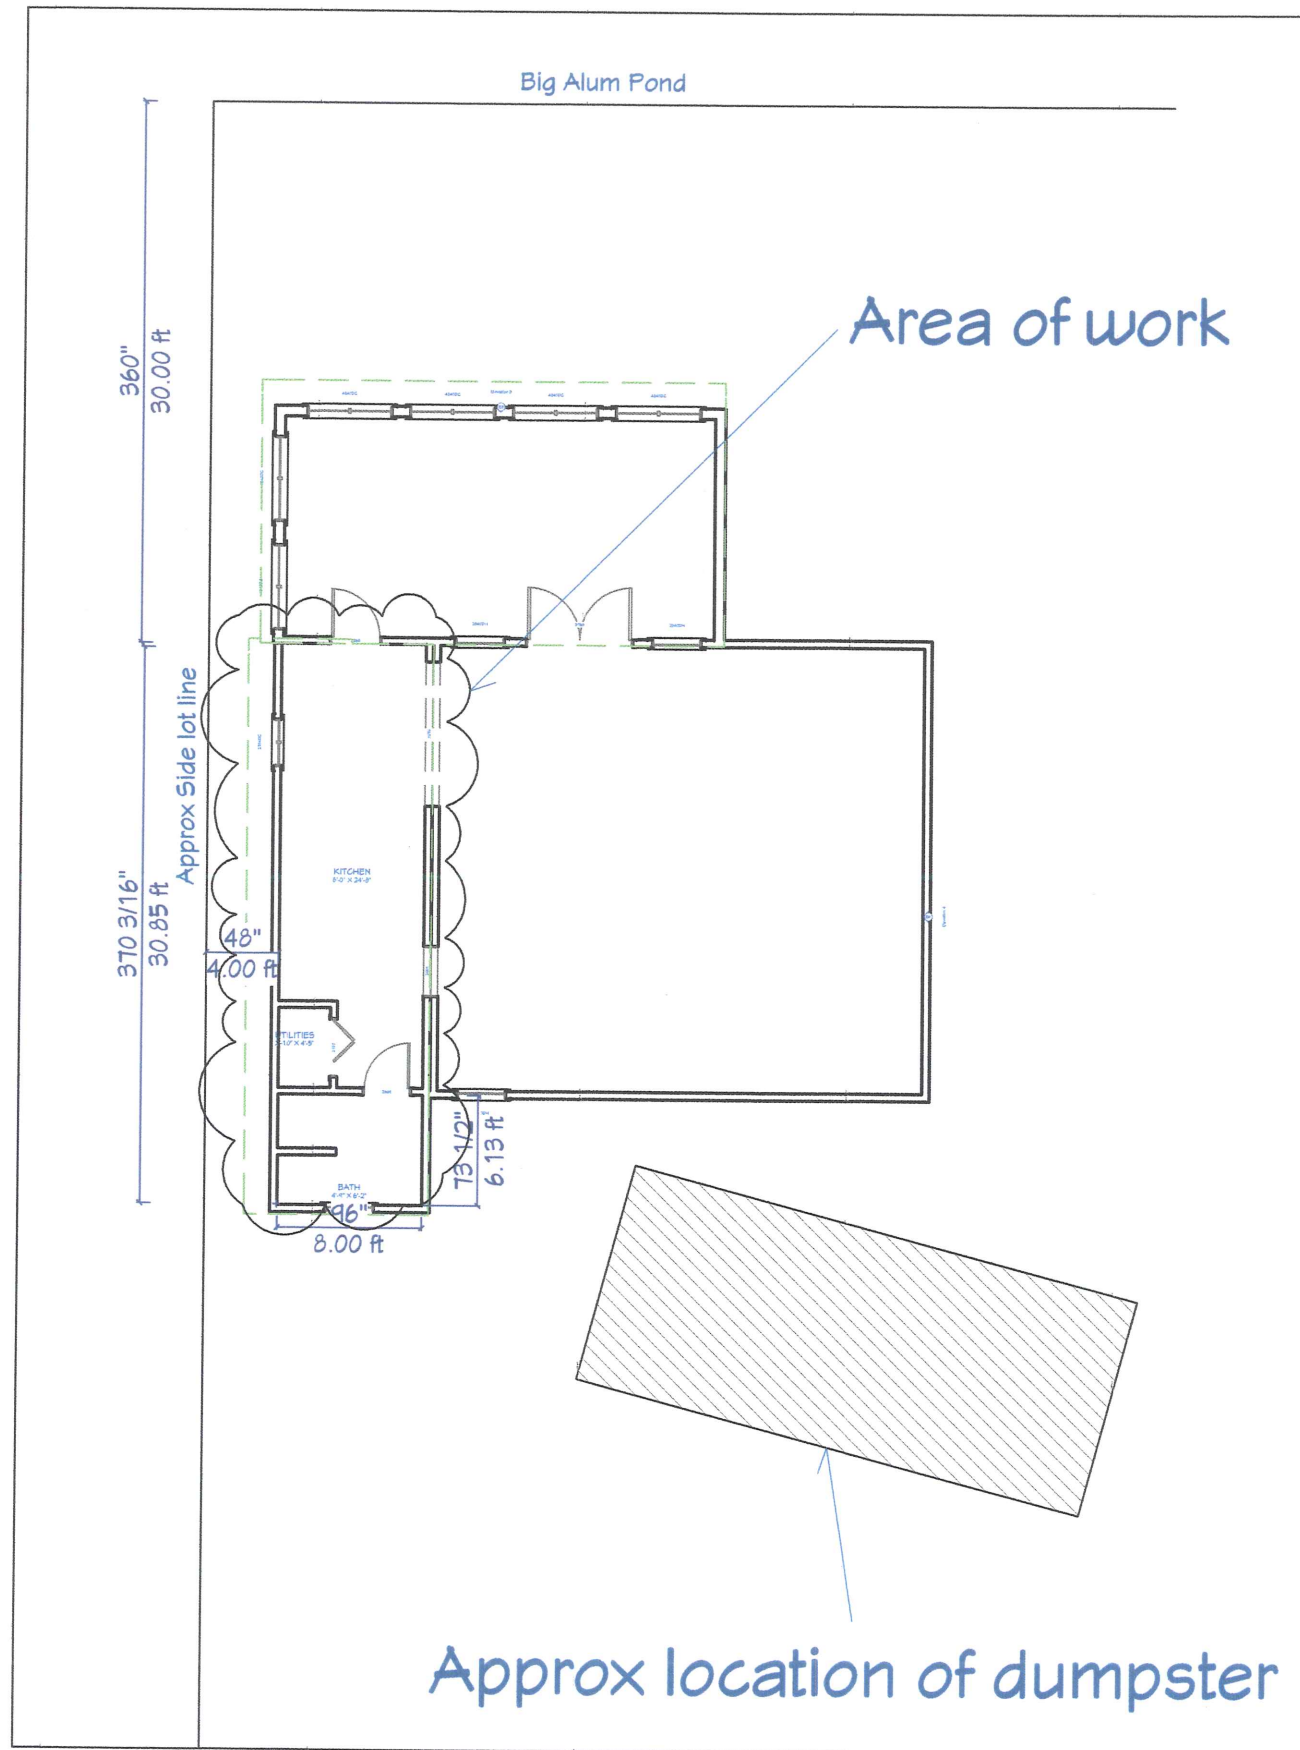 Big Alum Pond
Area of work
360"
30.00 ft
Approx Side lot line
370 3/16"
30.85 ft
KITCHEN
48"
4.00 ft
BATH
96"
8.00 ft
73 1/2"
6.13 ft
Approx location of dumpster